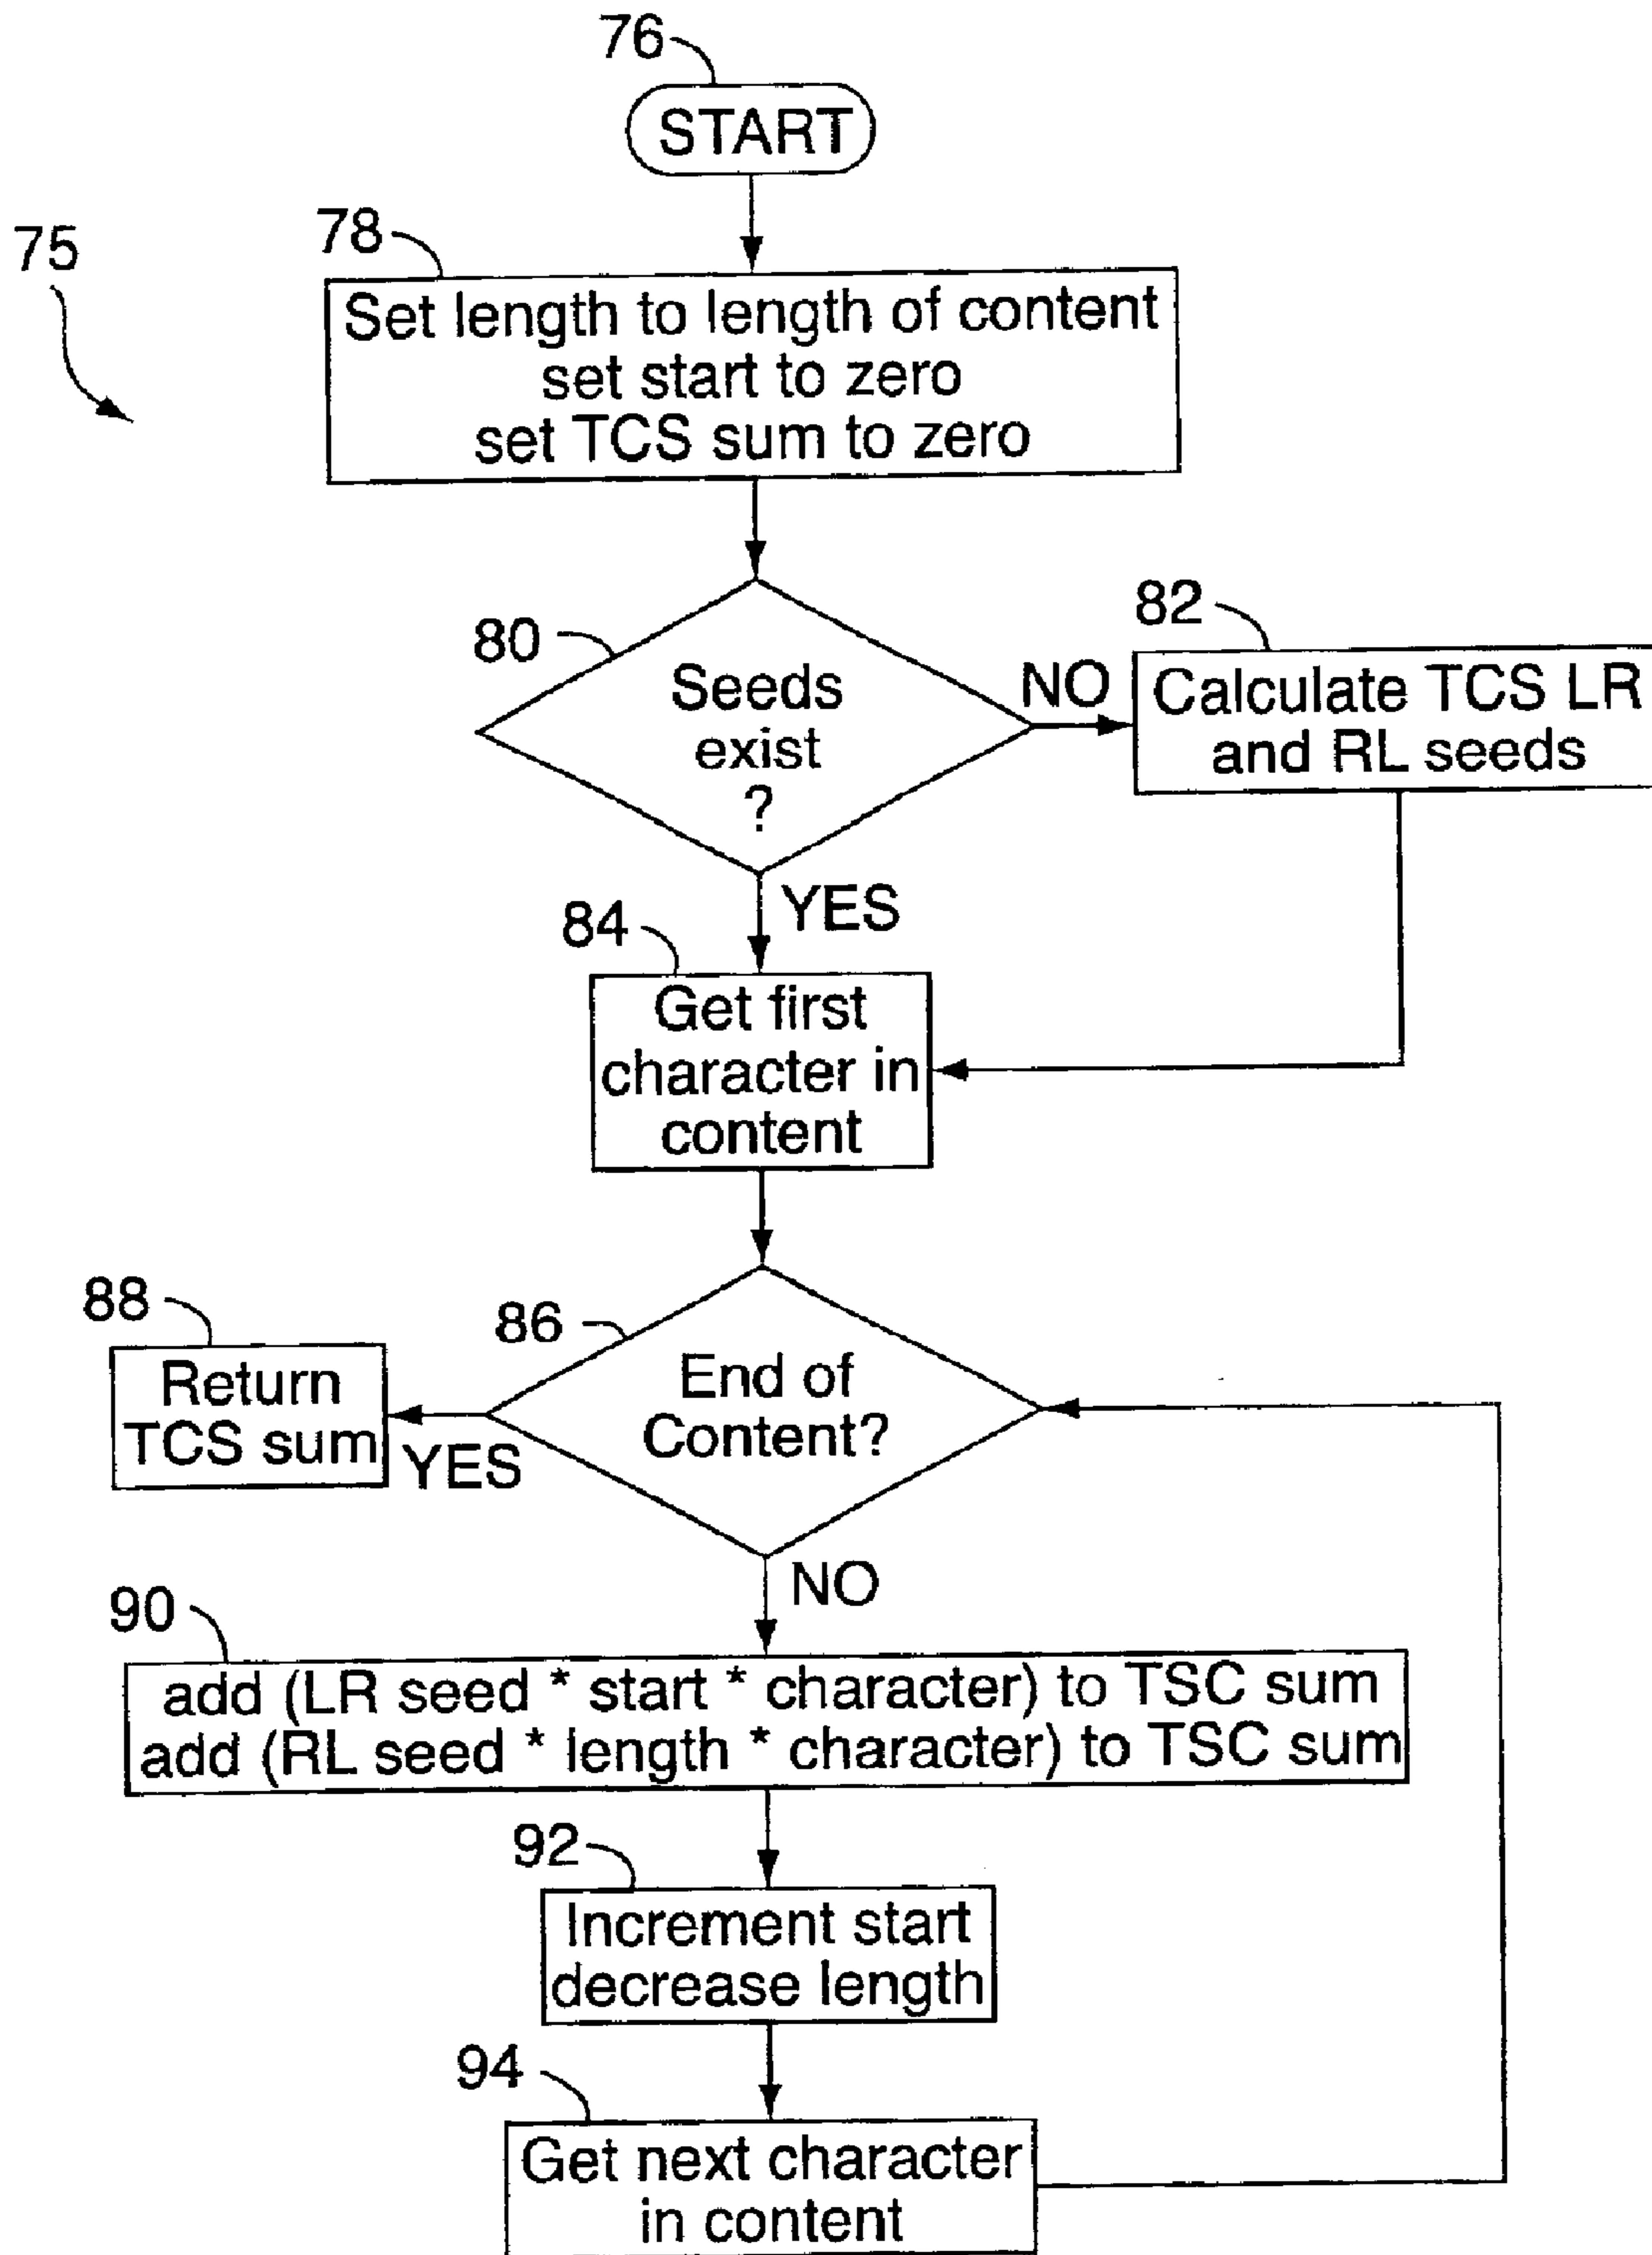 76
START
75
78
Set length to length of content
set start to zero
set TCS sum to zero
80
Seeds
exist
?
NO
82
Calculate TCS LR
and RL seeds
YES
84
Get first
character in
content
88
Return
TCS sum
YES
86
End of
Content?
NO
90
add (LR seed * start * character) to TSC sum
add (RL seed * length * character) to TSC sum
92
Increment start
decrease length
94
Get next character
in content